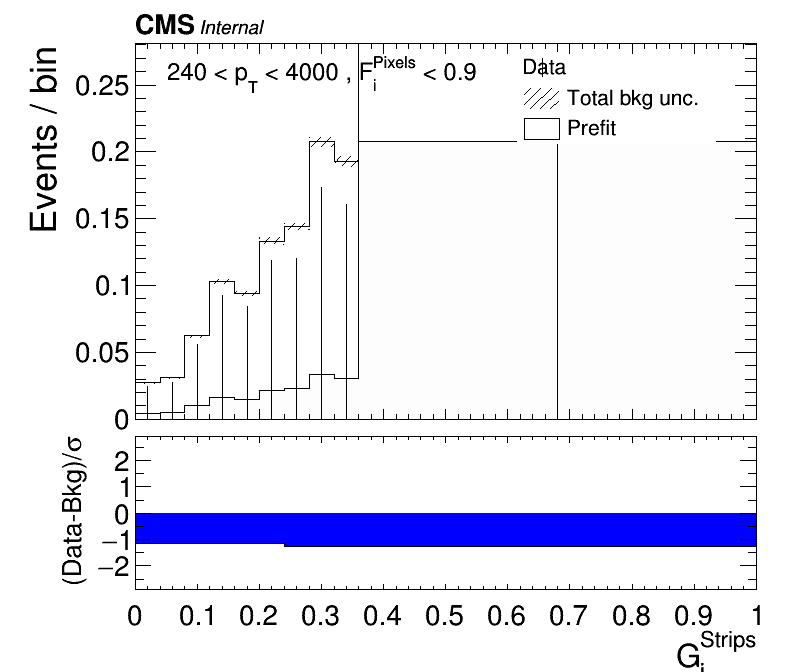 CMS Internal
240 < p_T < 4000 , F_i^Pixels < 0.9
Data
Total bkg unc.
Prefit
Events / bin
0.25
0.2
0.15
0.1
0.05
0
(Data-Bkg)/σ
2
1
0
−1
−2
0 0.1 0.2 0.3 0.4 0.5 0.6 0.7 0.8 0.9 1
G_i^Strips